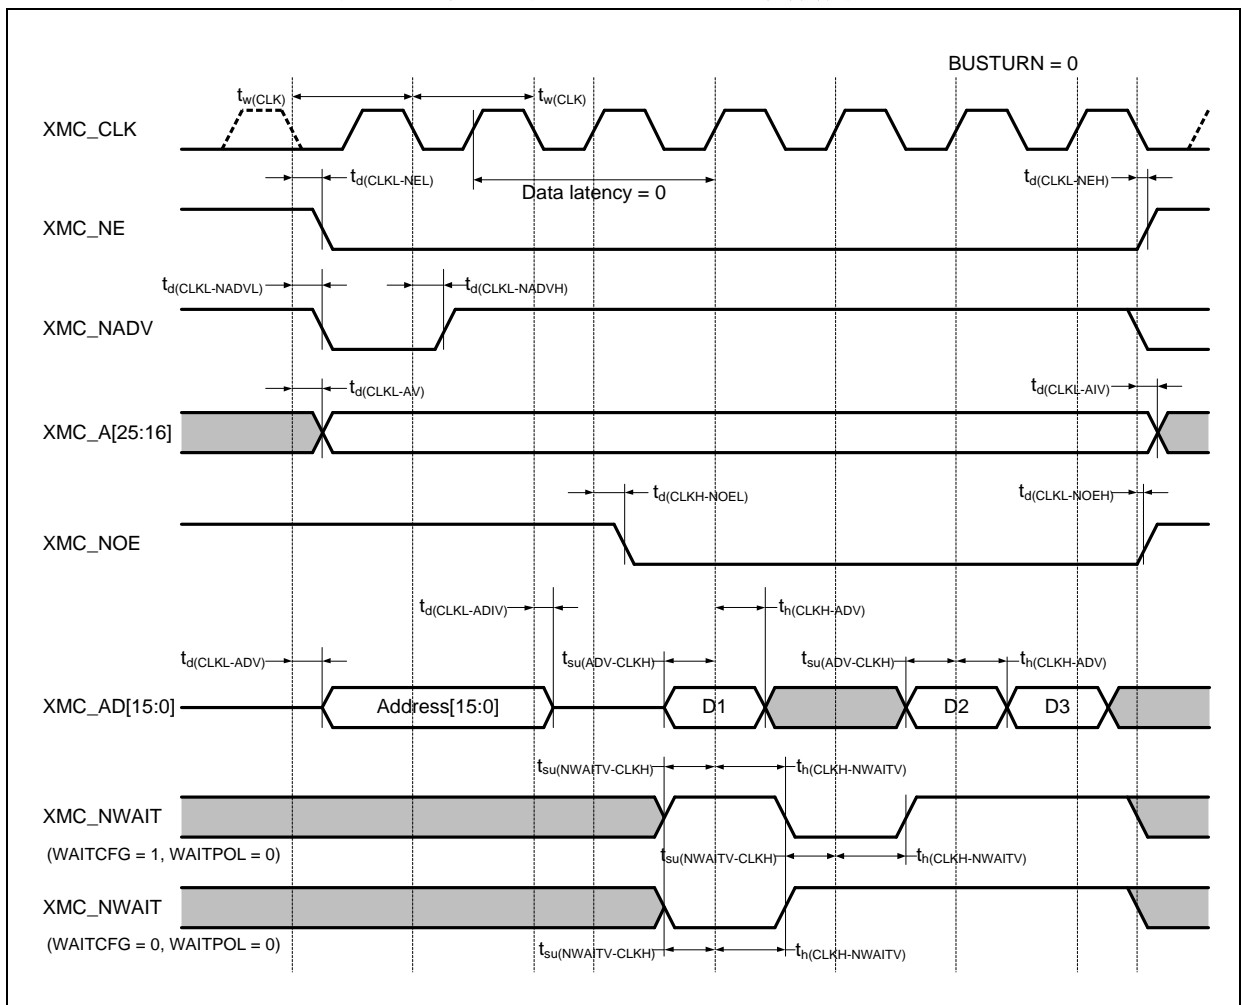 BUSTURN = 0
tw(CLK) tw(CLK)
XMC_CLK
td(CLKL-NEL) td(CLKL-NEH)
Data latency = 0
XMC_NE
td(CLKL-NADVL) td(CLKL-NADVH)
XMC_NADV
td(CLKL-AV) td(CLKL-AIV)
XMC_A[25:16]
td(CLKH-NOEL) td(CLKL-NOEH)
XMC_NOE
td(CLKL-ADIV) th(CLKH-ADV)
td(CLKL-ADV) tsu(ADV-CLKH) tsu(ADV-CLKH) th(CLKH-ADV)
XMC_AD[15:0] Address[15:0] D1 D2 D3
tsu(NWAITV-CLKH) th(CLKH-NWAITV)
XMC_NWAIT
(WAITCFG = 1, WAITPOL = 0) tsu(NWAITV-CLKH) th(CLKH-NWAITV)
XMC_NWAIT
(WAITCFG = 0, WAITPOL = 0) tsu(NWAITV-CLKH) th(CLKH-NWAITV)